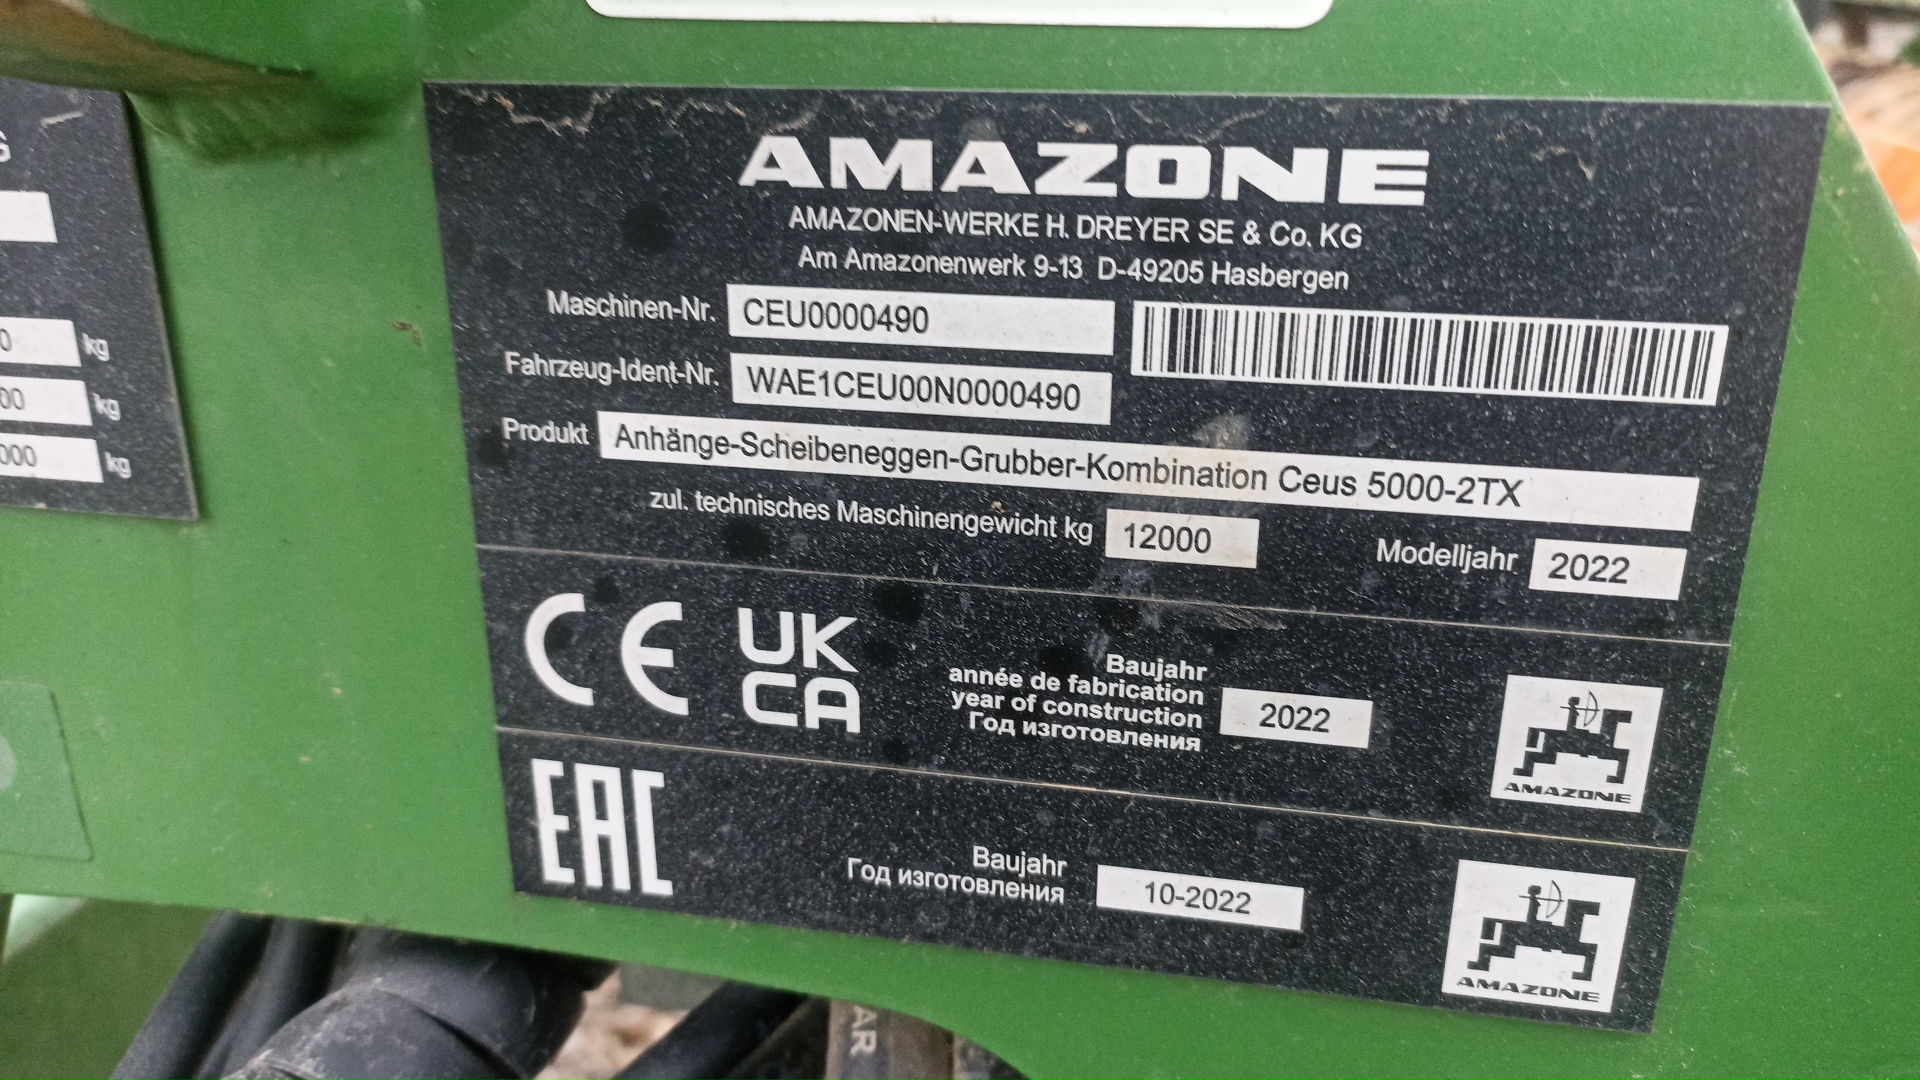 AMAZONE
AMAZONEN-WERKE H. DREYER SE & Co. KG
Am Amazonenwerk 9-13 D-49205 Hasbergen
Maschinen-Nr. CEU0000490
Fahrzeug-Ident-Nr. WAE1CEU00N0000490
Produkt Anhänge-Scheibeneggen-Grubber-Kombination Ceus 5000-2TX
zul. technisches Maschinengewicht kg 12000 Modelljahr 2022
CE UK
CA
Baujahr
année de fabrication
year of construction
Год изготовления
2022
AMAZONE
EAC
Baujahr
Год изготовления
10-2022
AMAZONE
kg
kg
kg